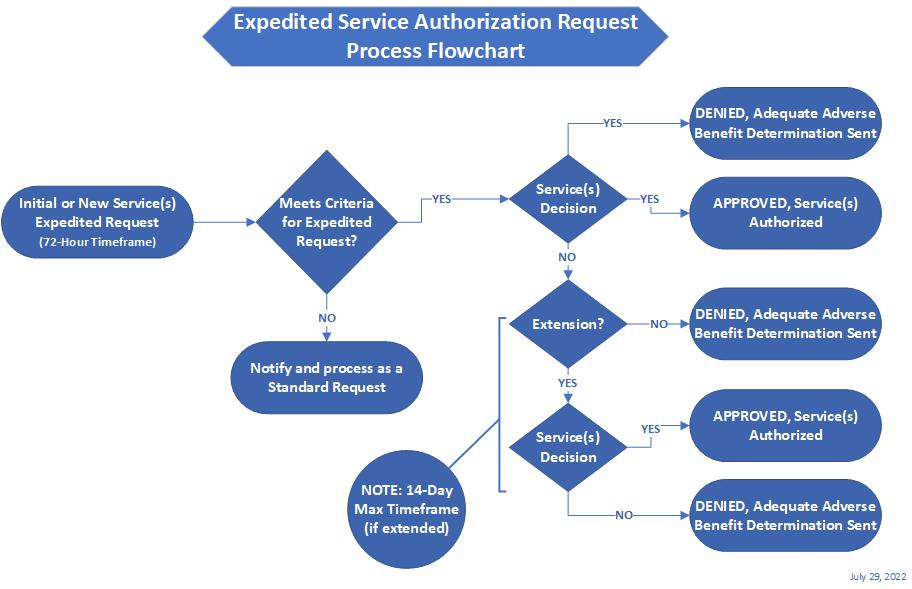 Expedited Service Authorization Request
Process Flowchart
Initial or New Service(s)
Expedited Request
(72-Hour Timeframe)
Meets Criteria
for Expedited
Request?
YES
NO
Notify and process as a
Standard Request
Service(s)
Decision
YES
DENIED, Adequate Adverse
Benefit Determination Sent
YES
APPROVED, Service(s)
Authorized
NO
Extension?
NO
DENIED, Adequate Adverse
Benefit Determination Sent
YES
Service(s)
Decision
YES
APPROVED, Service(s)
Authorized
NO
DENIED, Adequate Adverse
Benefit Determination Sent
NOTE: 14-Day
Max Timeframe
(if extended)
July 29, 2022